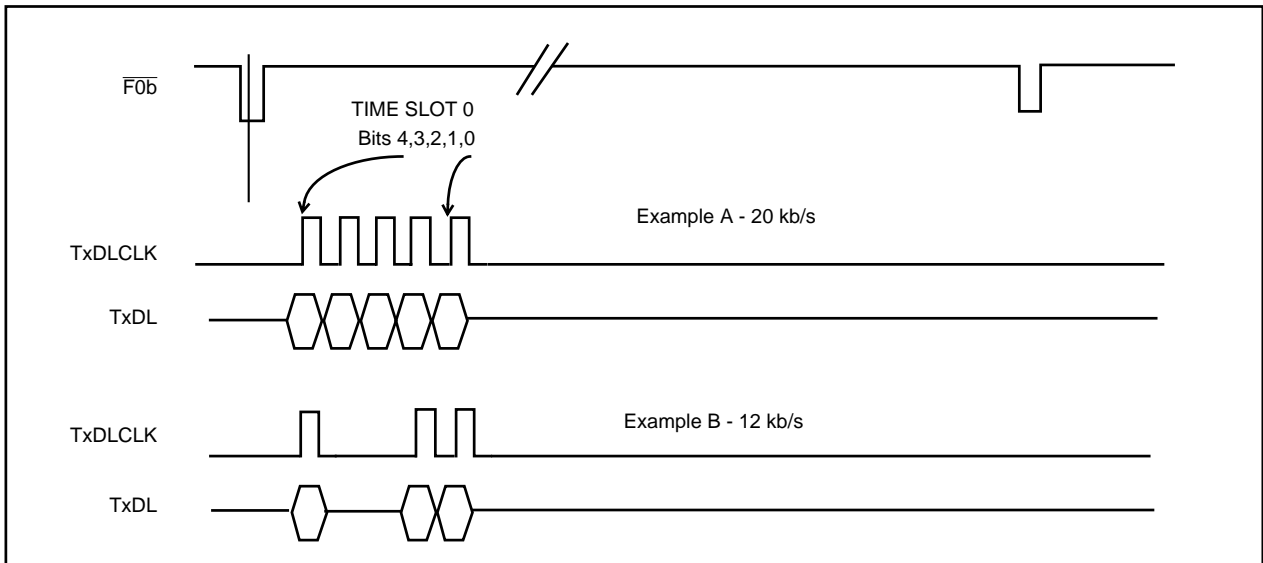 F0b
TIME SLOT 0
Bits 4,3,2,1,0
Example A - 20 kb/s
TxDLCLK
TxDL
Example B - 12 kb/s
TxDLCLK
TxDL